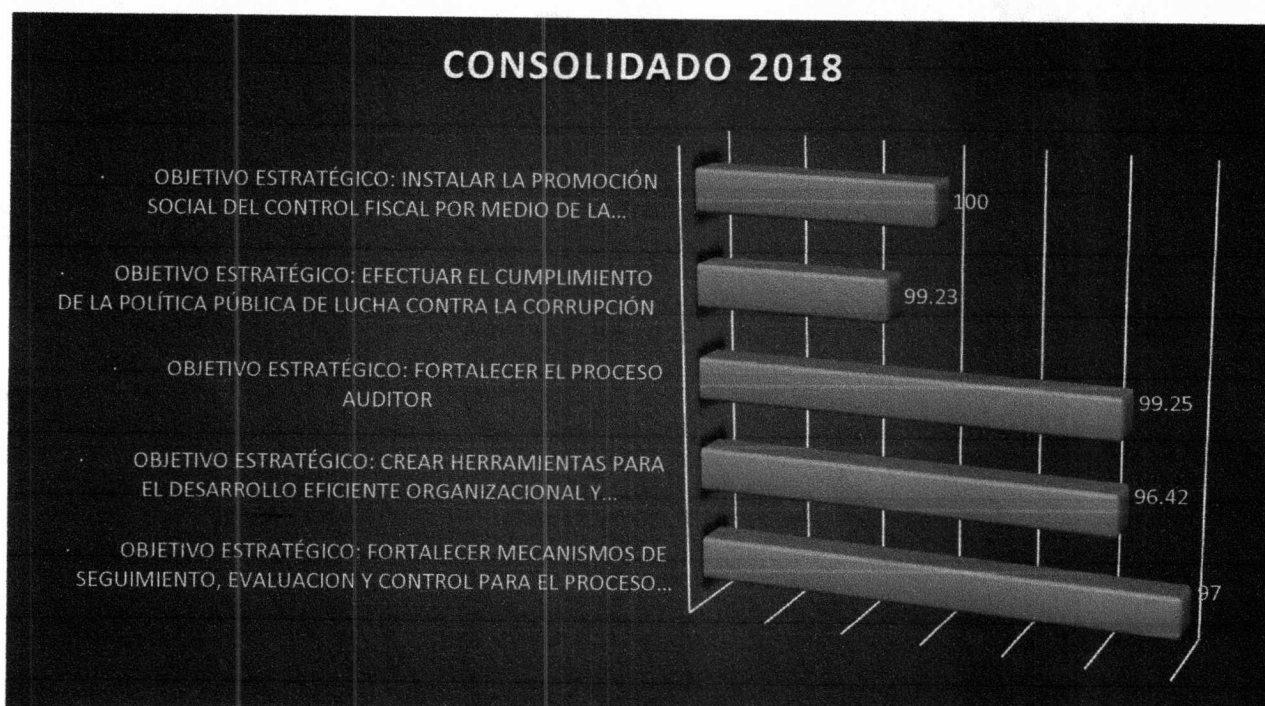 CONSOLIDADO 2018
OBJETIVO ESTRATÉGICO: INSTALAR LA PROMOCIÓN
SOCIAL DEL CONTROL FISCAL POR MEDIO DE LA...
100
OBJETIVO ESTRATÉGICO: EFECTUAR EL CUMPLIMIENTO
DE LA POLÍTICA PÚBLICA DE LUCHA CONTRA LA CORRUPCIÓN
99.23
OBJETIVO ESTRATÉGICO: FORTALECER EL PROCESO
AUDITOR
99.25
OBJETIVO ESTRATÉGICO: CREAR HERRAMIENTAS PARA
EL DESARROLLO EFICIENTE ORGANIZACIONAL Y...
96.42
OBJETIVO ESTRATÉGICO: FORTALECER MECANISMOS DE
SEGUIMIENTO, EVALUACION Y CONTROL PARA EL PROCESO...
97